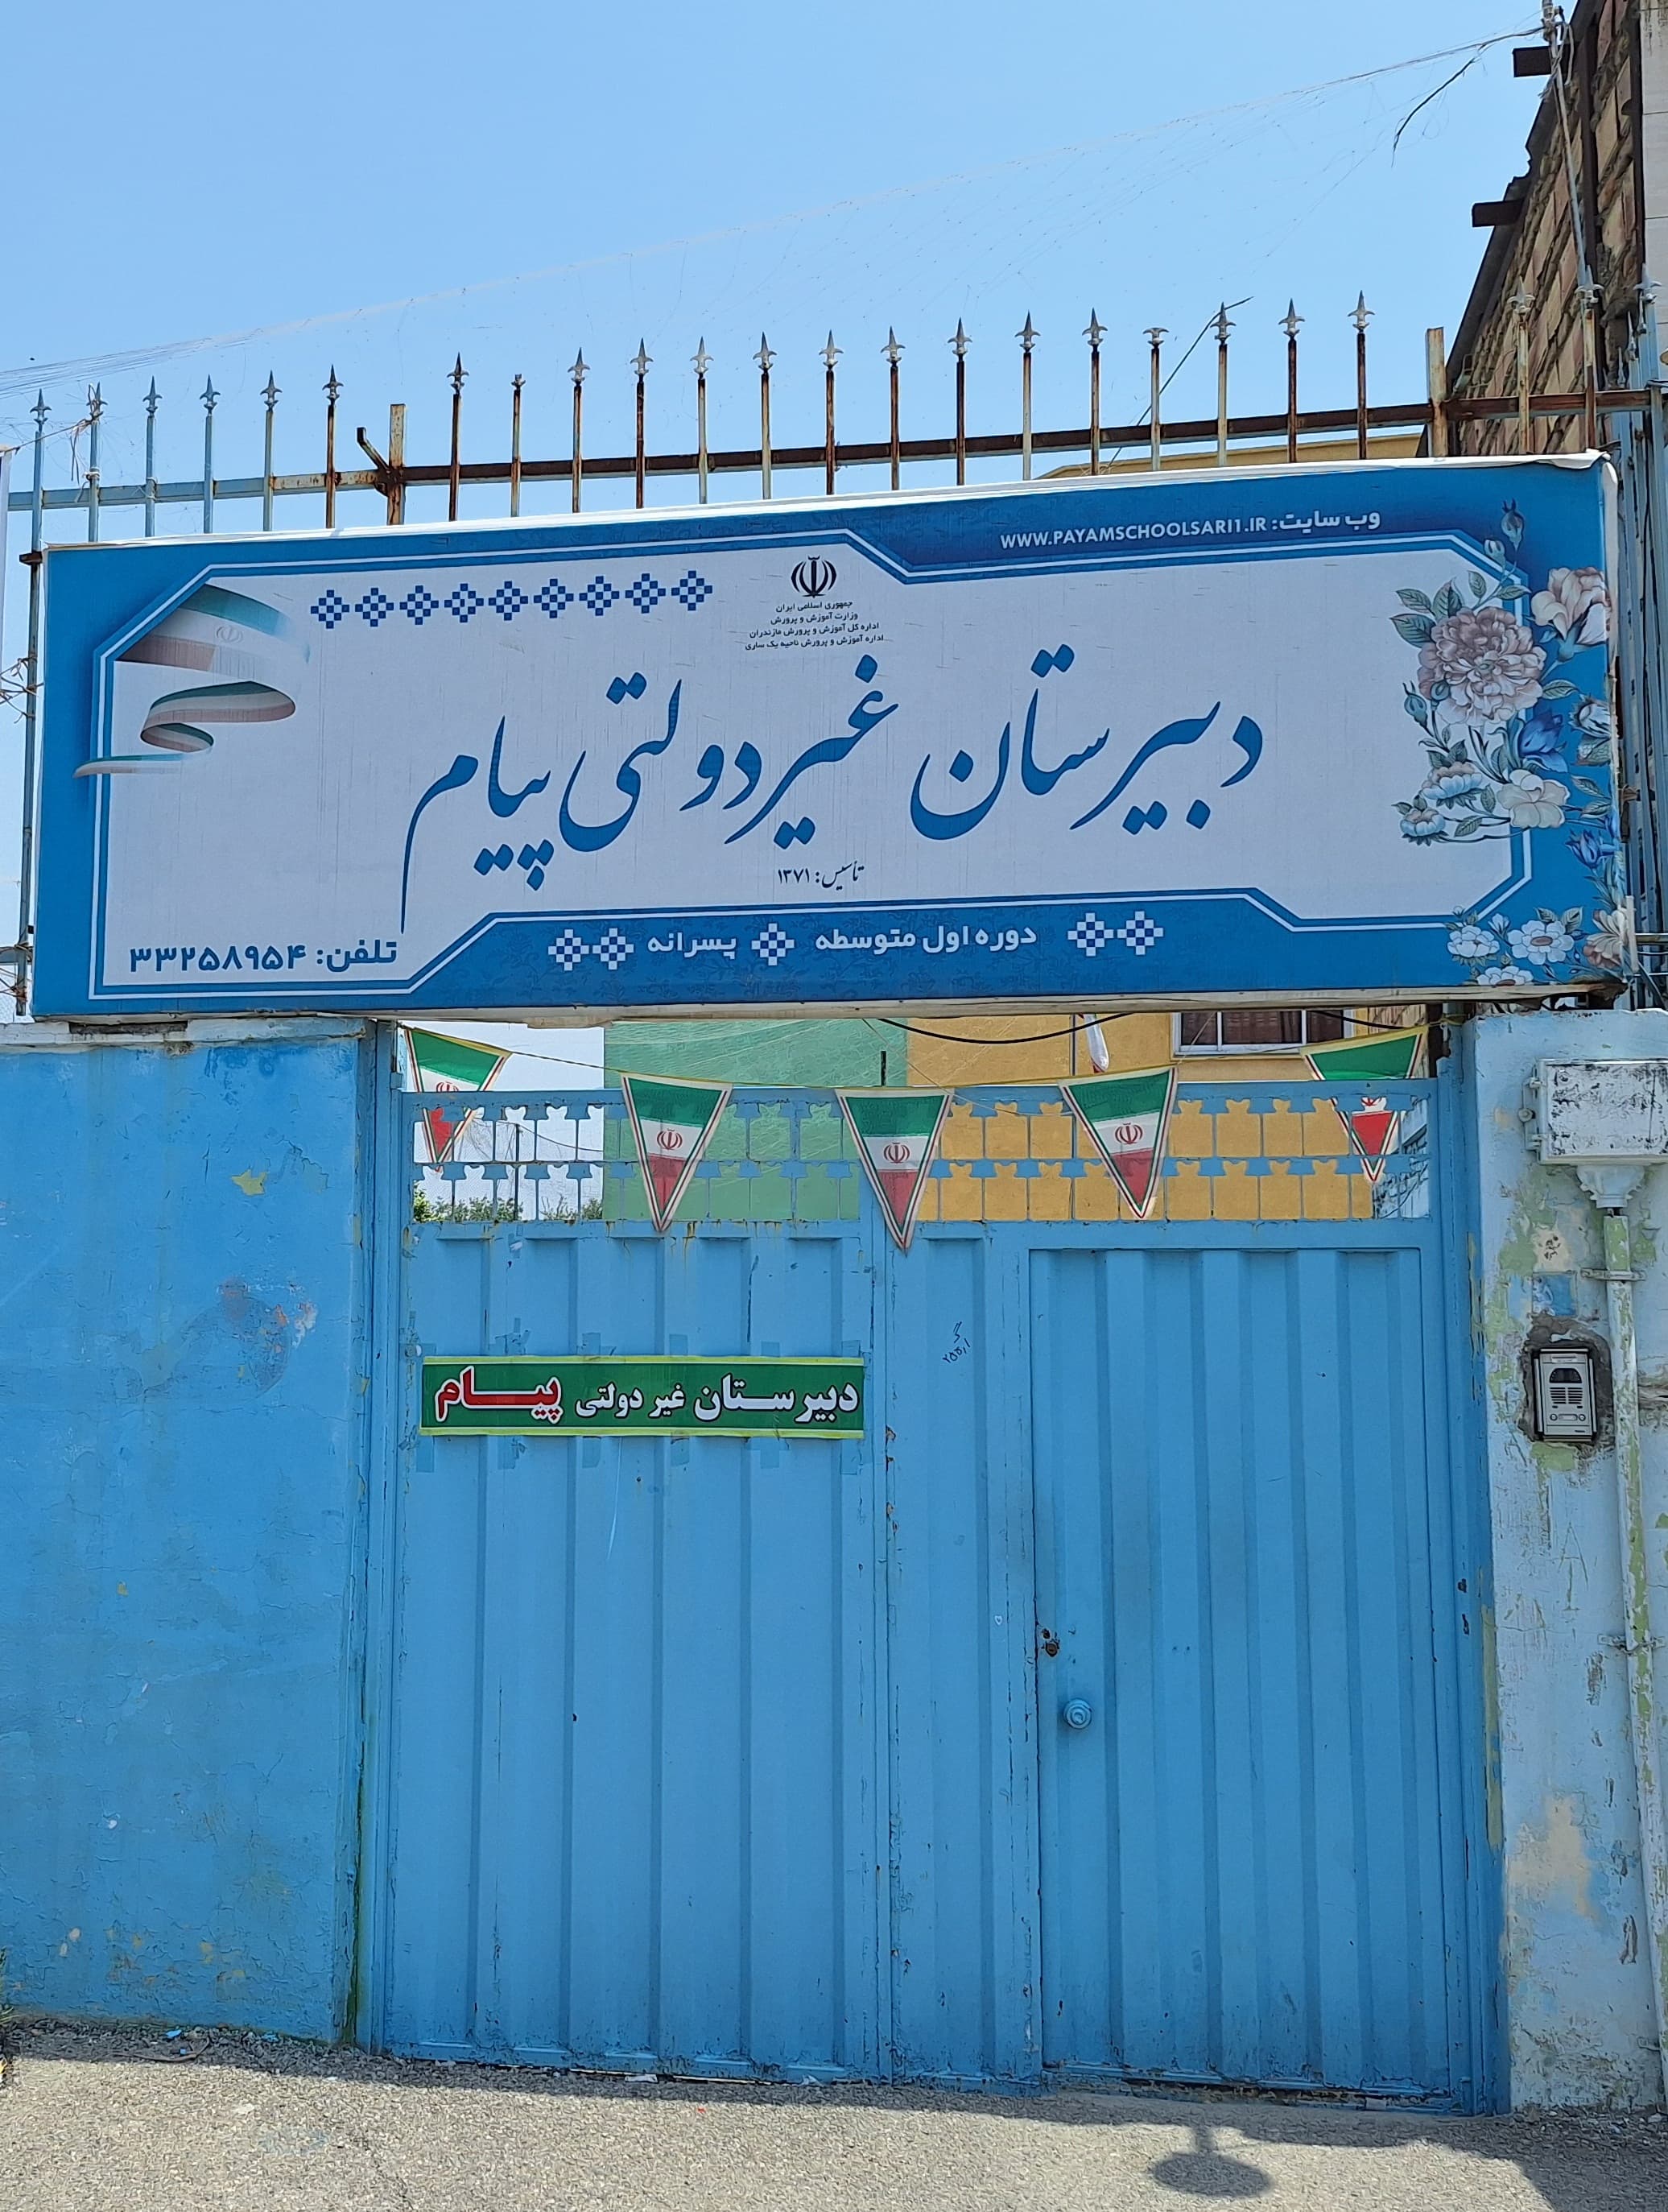 وب سایت: WWW.PAYAMSCHOOLSARI1.IR
جمهوری اسلامی ایران
وزارت آموزش و پرورش
اداره کل آموزش و پرورش مازندران
اداره آموزش و پرورش ناحیه یک ساری
دبیرستان غیردولتی پیام
تأسیس: ۱۳۷۱
دوره اول متوسطه پسرانه
تلفن: ۳۳۲۵۸۹۵۴
دبیرستان غیر دولتی پیام